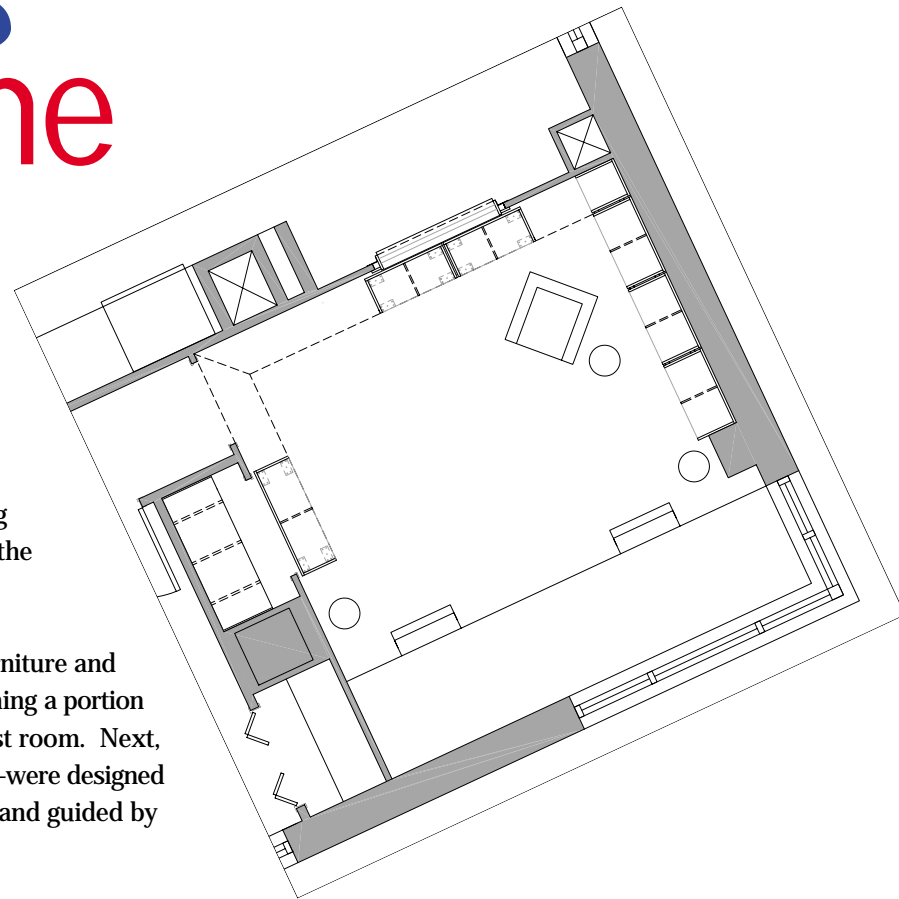 ne
g
the
niture and
ning a portion
st room. Next,
-were designed
and guided by